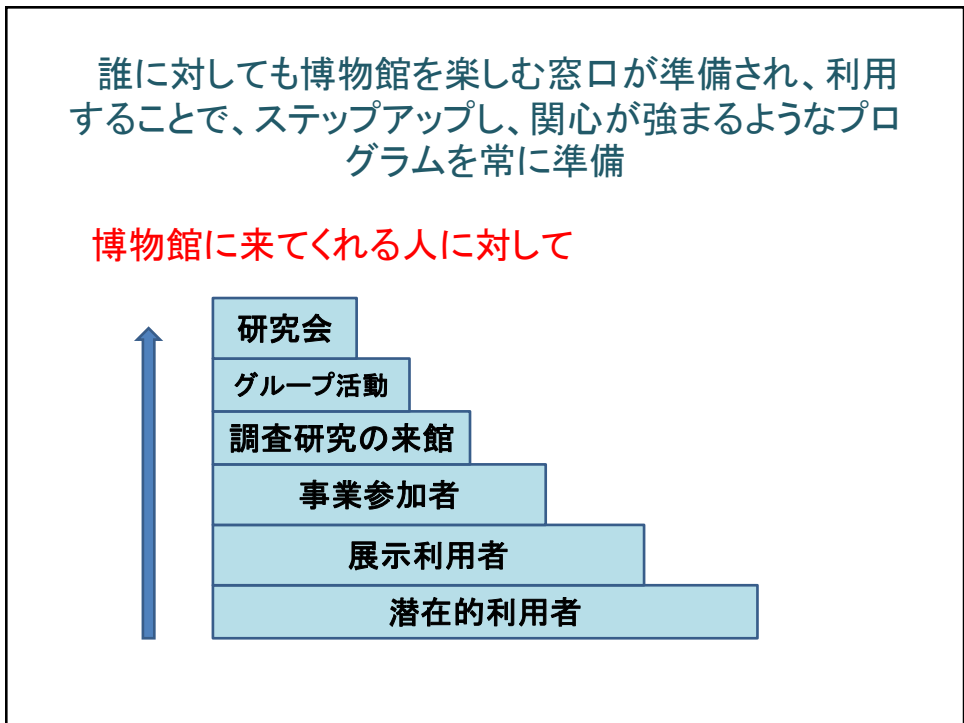 誰に対しても博物館を楽しむ窓口が準備され、利用
することで、ステップアップし、関心が強まるようなプロ
グラムを常に準備
博物館に来てくれる人に対して
研究会
グループ活動
調査研究の来館
事業参加者
展示利用者
潜在的利用者